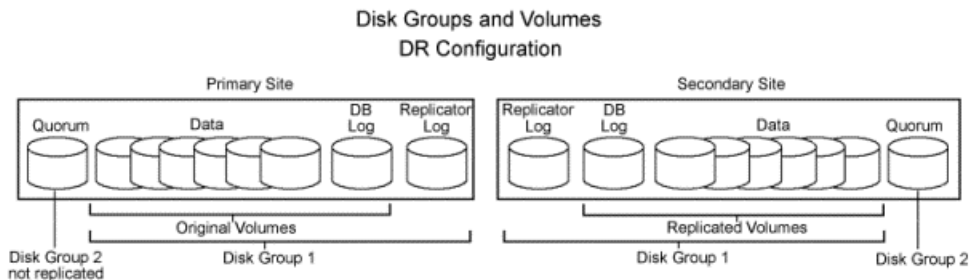 Disk Groups and Volumes
DR Configuration
Primary Site
Secondary Site
Quorum
Data
DB
Log
Replicator
Log
Replicator
Log
DB
Log
Data
Quorum
Original Volumes
Replicated Volumes
Disk Group 2
not replicated
Disk Group 1
Disk Group 1
Disk Group 2